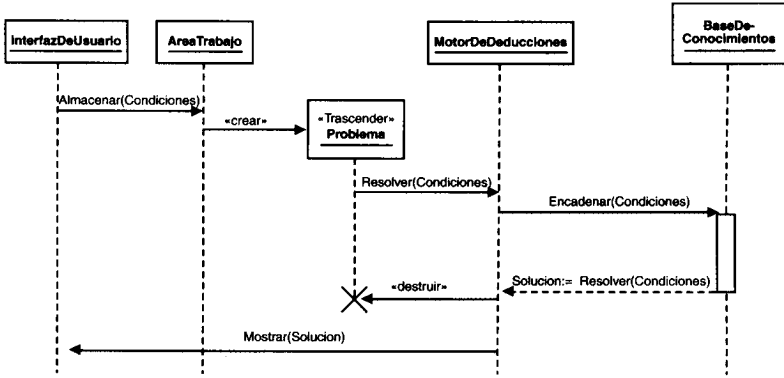 InterfazDeUsuario
AreaTrabajo
MotorDeDeducciones
BaseDe-
Conocimientos
Almacenar(Condiciones)
«crear»
«Trascender»
Problema
Resolver(Condiciones)
Encadenar(Condiciones)
Solucion:= Resolver(Condiciones)
«destruir»
Mostrar(Solucion)